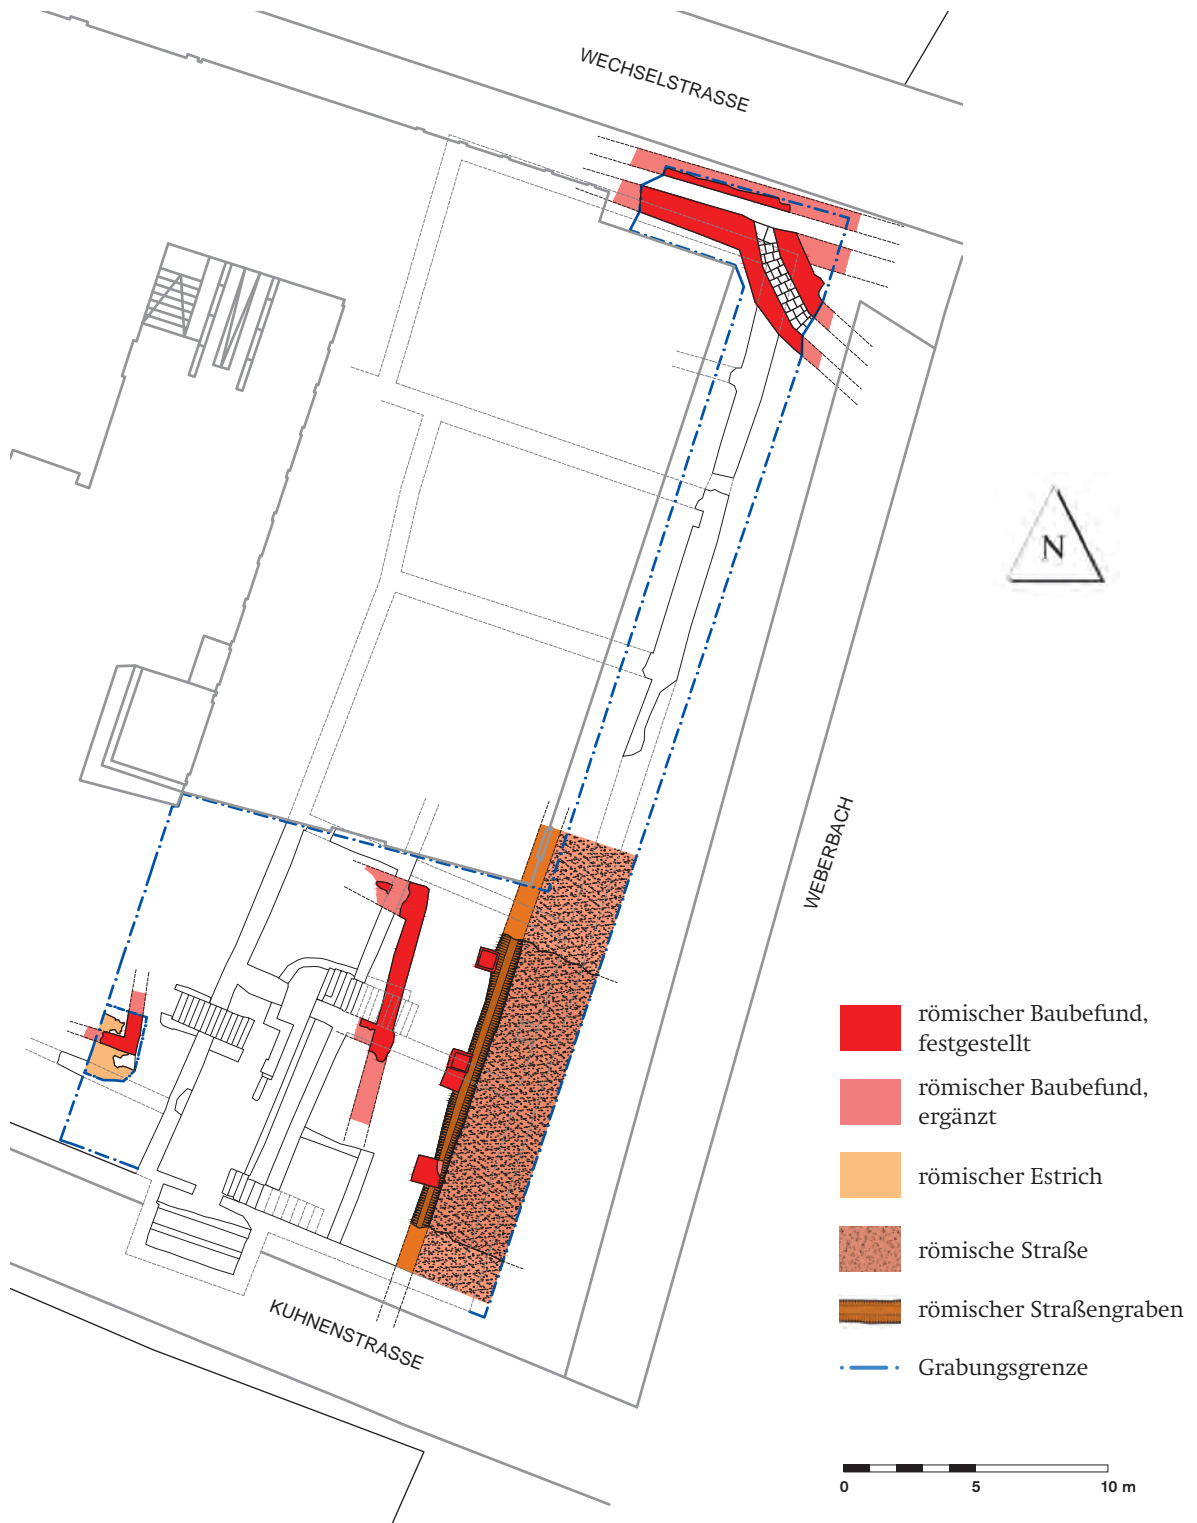 WECHSELSTRASSE
N
WEBERBACH
römischer Baubefund,
festgestellt
römischer Baubefund,
ergänzt
römischer Estrich
römische Straße
römischer Straßengraben
Grabungsgrenze
KUHNENSTRASSE
0 5 10 m